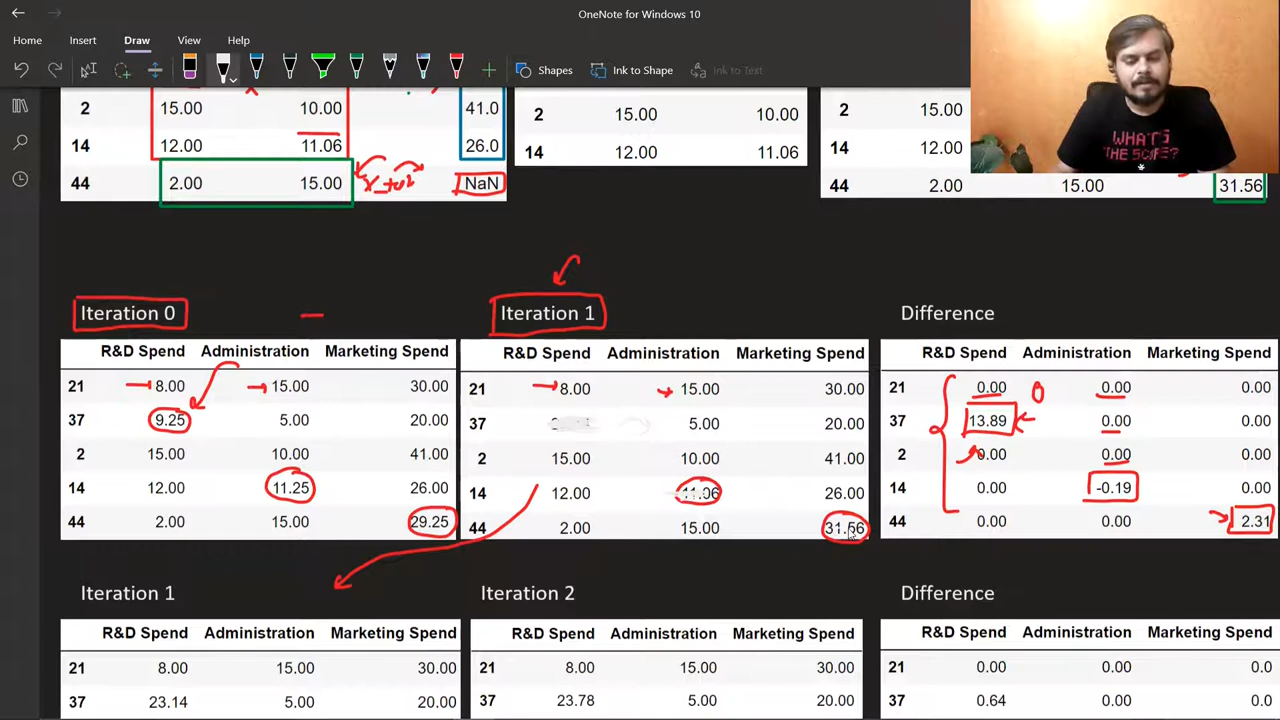 OneNote for Windows 10
Home Insert Draw View Help
Shapes Ink to Shape Ink to Text
WHAT'S
THE SCOPE?
2 15.00 10.00 41.0
14 12.00 11.06 26.0
44 2.00 15.00 NaN
2 15.00 10.00
14 12.00 11.06
2 15.00
14 12.00
44 2.00 15.00 31.56
Iteration 0
R&D Spend Administration Marketing Spend
21 8.00 15.00 30.00
37 9.25 5.00 20.00
2 15.00 10.00 41.00
14 12.00 11.25 26.00
44 2.00 15.00 29.25
Iteration 1
R&D Spend Administration Marketing Spend
21 8.00 15.00 30.00
37 5.00 20.00
2 15.00 10.00 41.00
14 12.00 11.06 26.00
44 2.00 15.00 31.56
Difference
R&D Spend Administration Marketing Spend
21 0.00 0.00 0.00
0
37 13.89 0.00 0.00
2 0.00 0.00 0.00
14 0.00 -0.19 0.00
44 0.00 0.00 2.31
Iteration 1
R&D Spend Administration Marketing Spend
21 8.00 15.00 30.00
37 23.14 5.00 20.00
Iteration 2
R&D Spend Administration Marketing Spend
21 8.00 15.00 30.00
37 23.78 5.00 20.00
Difference
R&D Spend Administration Marketing Spend
21 0.00 0.00 0.0
37 0.64 0.00 0.0